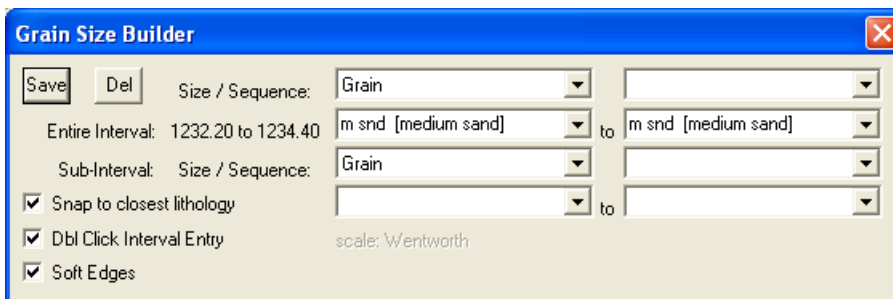 Grain Size Builder
Save Del Size / Sequence: Grain
Entire Interval: 1232.20 to 1234.40 m snd [medium sand] to m snd [medium sand]
Sub-Interval: Size / Sequence: Grain
Snap to closest lithology to
Dbl Click Interval Entry scale: Wentworth
Soft Edges